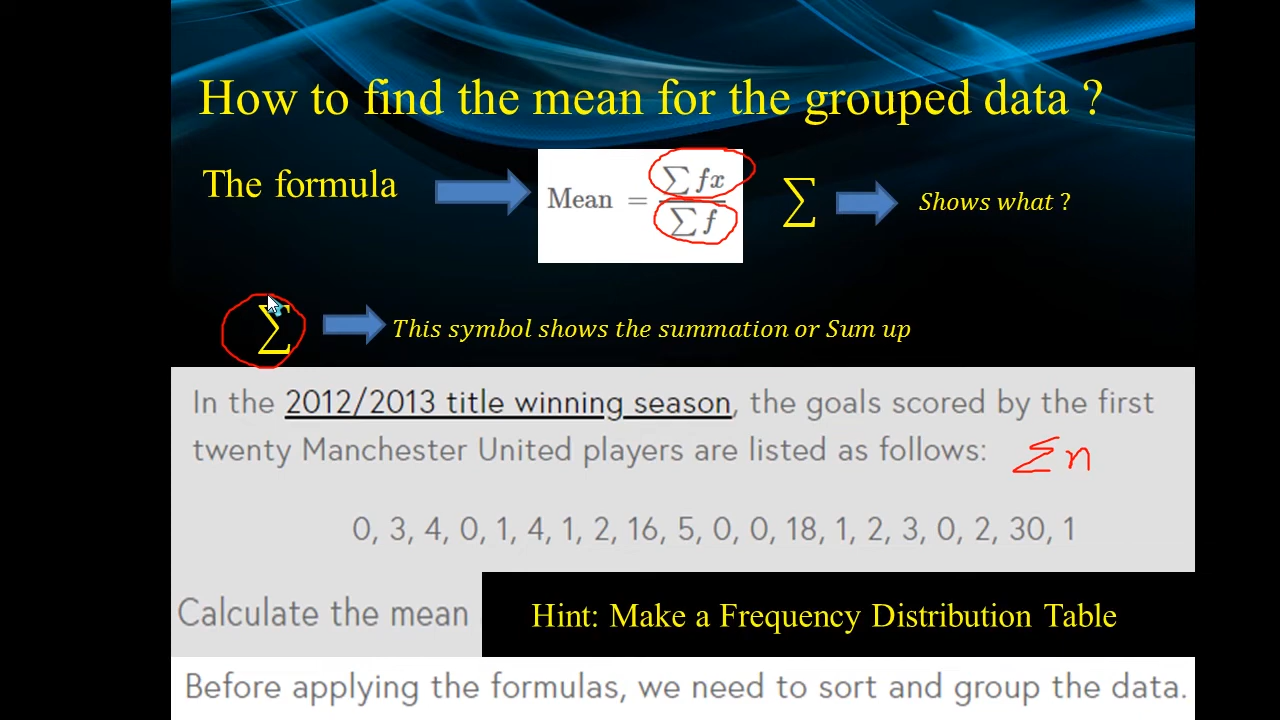 How to find the mean for the grouped data ?
The formula
Mean = ∑ fx / ∑ f
∑
Shows what ?
∑
This symbol shows the summation or Sum up
In the 2012/2013 title winning season, the goals scored by the first
twenty Manchester United players are listed as follows:
∑ n
0, 3, 4, 0, 1, 4, 1, 2, 16, 5, 0, 0, 18, 1, 2, 3, 0, 2, 30, 1
Calculate the mean
Hint: Make a Frequency Distribution Table
Before applying the formulas, we need to sort and group the data.